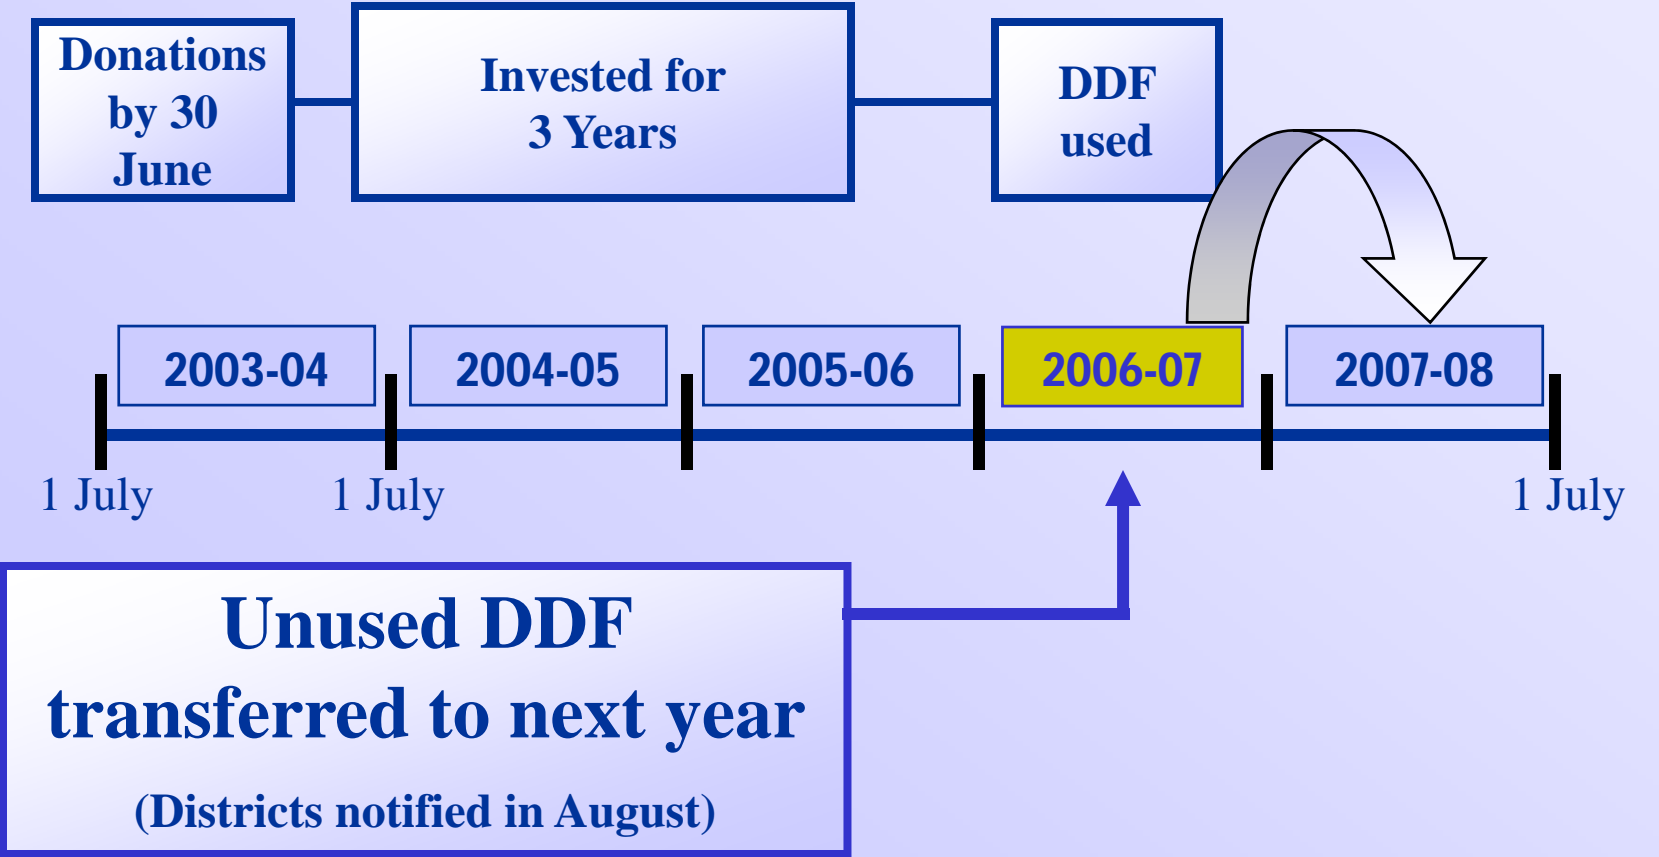 Donations
by 30
June
Invested for
3 Years
DDF
used
2003-04
2004-05
2005-06
2006-07
2007-08
1 July
1 July
1 July
Unused DDF
transferred to next year
(Districts notified in August)